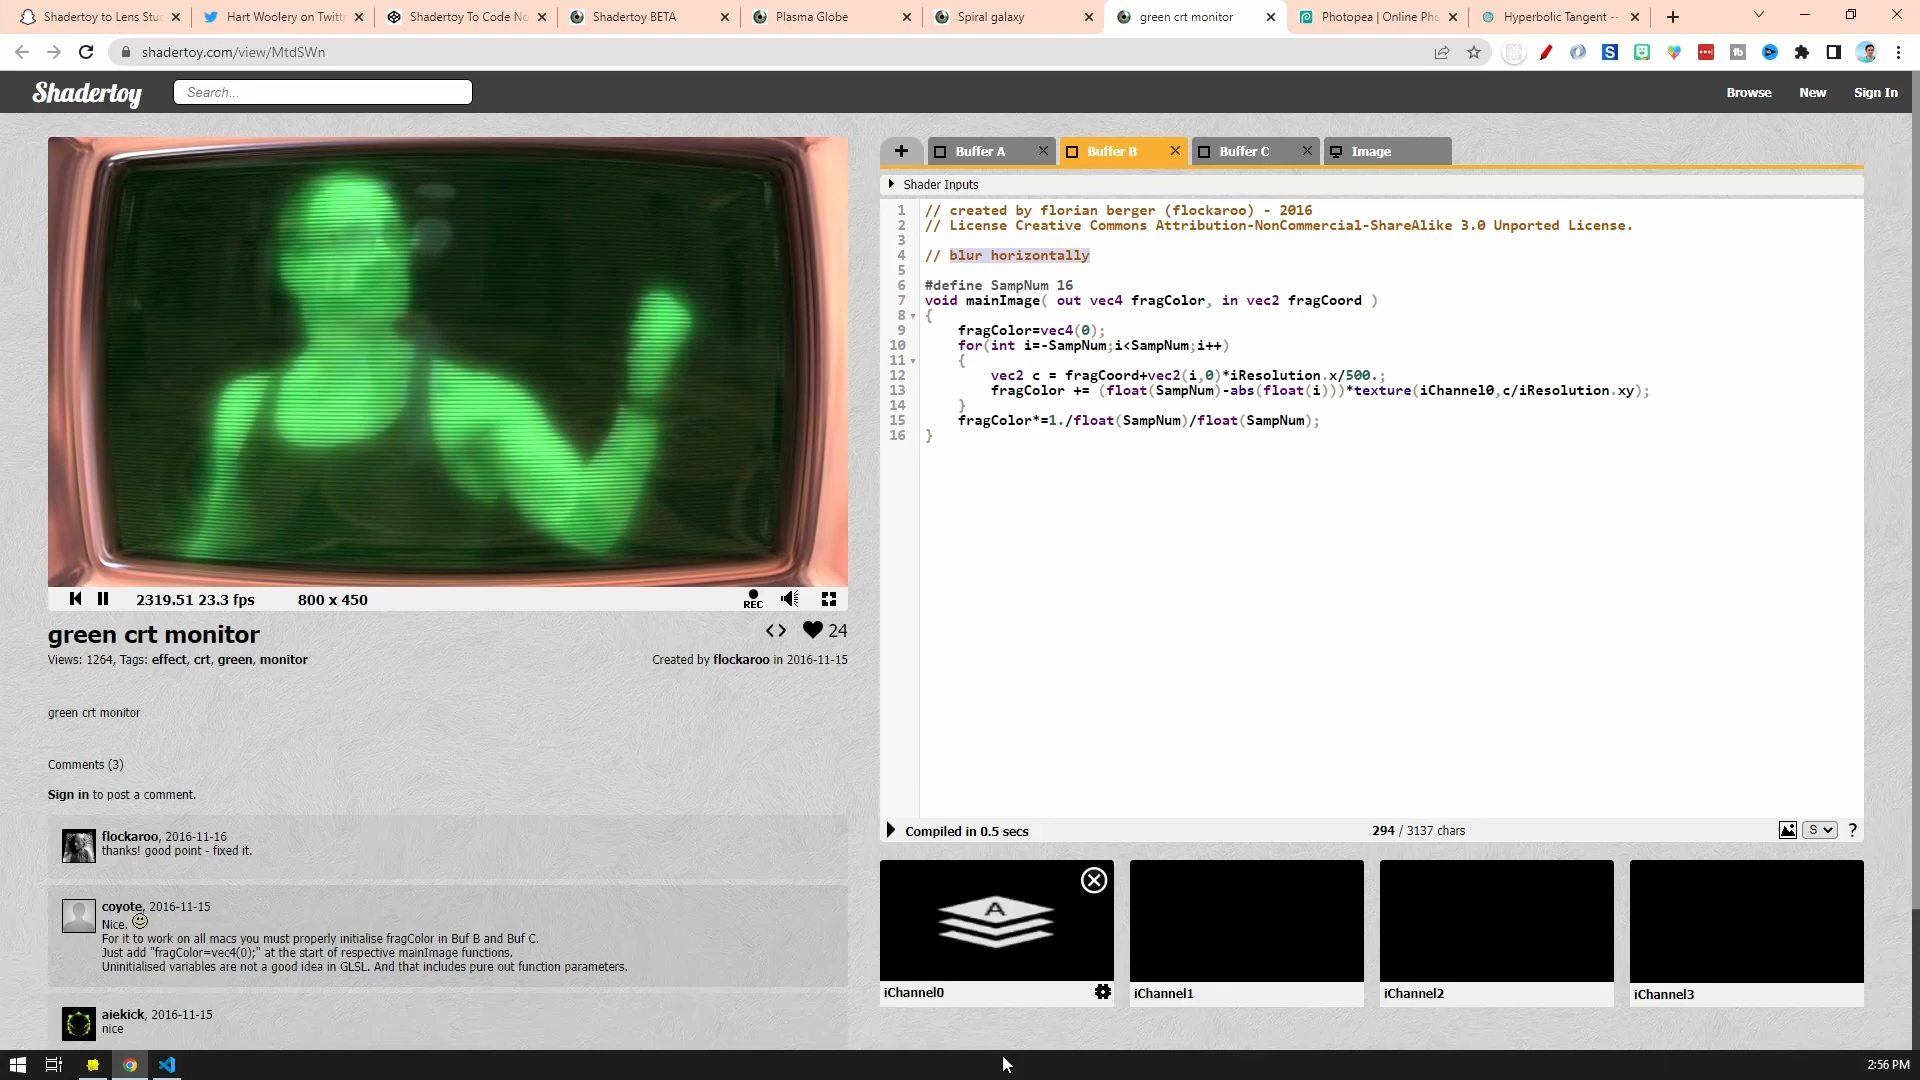 Shadertoy to Lens Stu
Hart Woolery on Twitt
Shadertoy To Code No
Shadertoy BETA
Plasma Globe
Spiral galaxy
green crt monitor
Photopea | Online Pho
Hyperbolic Tangent -
shadertoy.com/view/MtdSWn
Shadertoy
Search...
Browse
New
Sign In
Buffer A
Buffer B
Buffer C
Image
Shader Inputs
1 // created by florian berger (flockaroo) - 2016
2 // License Creative Commons Attribution-NonCommercial-ShareAlike 3.0 Unported License.
3
4 // blur horizontally
5
6 #define SampNum 16
7 void mainImage( out vec4 fragColor, in vec2 fragCoord )
8 {
9 fragColor=vec4(0);
10 for(int i=-SampNum;i<SampNum;i++)
11 {
12 vec2 c = fragCoord+vec2(i,0)*iResolution.x/500.;
13 fragColor += (float(SampNum)-abs(float(i)))*texture(iChannel0,c/iResolution.xy);
14 }
15 fragColor*=1./float(SampNum)/float(SampNum);
16 }
2319.51 23.3 fps
800 x 450
REC
green crt monitor
24
Views: 1264, Tags: effect, crt, green, monitor
Created by flockaroo in 2016-11-15
green crt monitor
Comments (3)
Sign in to post a comment.
flockaroo, 2016-11-16
thanks! good point - fixed it.
coyote, 2016-11-15
Nice.
For it to work on all macs you must properly initialise fragColor in Buf B and Buf C.
Just add "fragColor=vec4(0);" at the start of respective mainImage functions.
Uninitialised variables are not a good idea in GLSL. And that includes pure out function parameters.
aiekick, 2016-11-15
nice
Compiled in 0.5 secs
294 / 3137 chars
S
?
A
iChannel0
iChannel1
iChannel2
iChannel3
2:56 PM